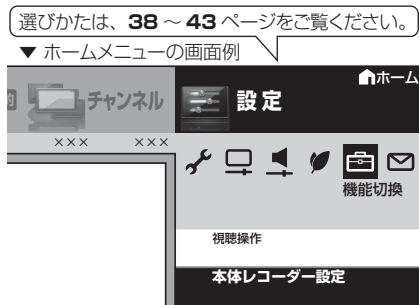 選びかたは、38 ～ 43 ページをご覧ください。
▼ ホームメニューの画面例
ホーム
的
チャンネル
設定
××× ×××
機能切換
視聴操作
本体レコーダー設定